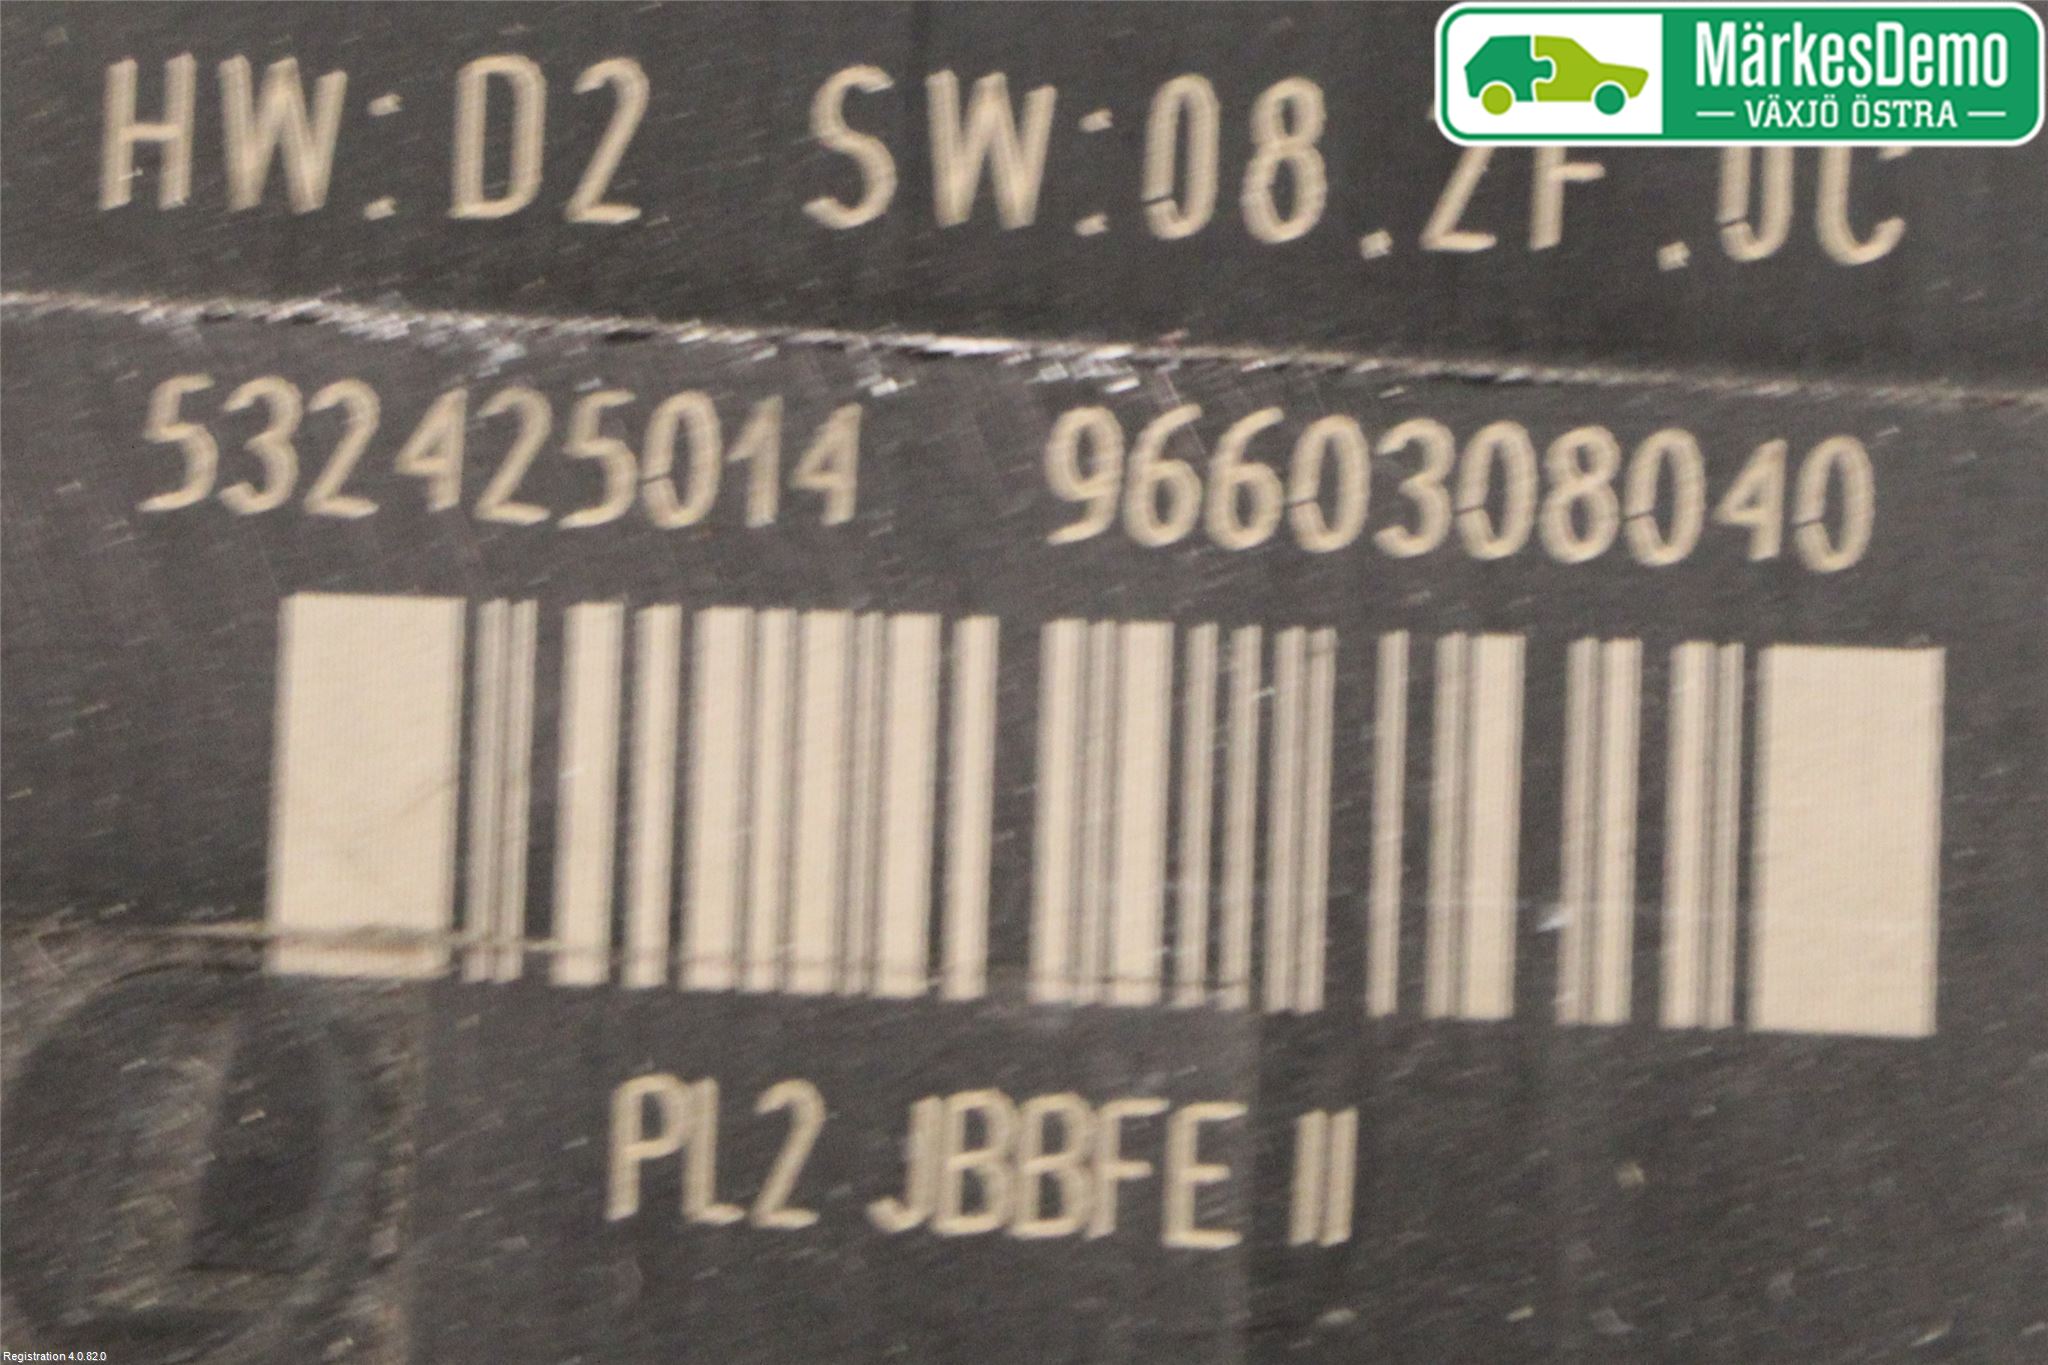 MärkesDemo
VÄXJÖ ÖSTRA
HW:D2 SW:08.2F.0C
532425014 9660308040
PL2 JBBFE II
Registration 4.0.82.0